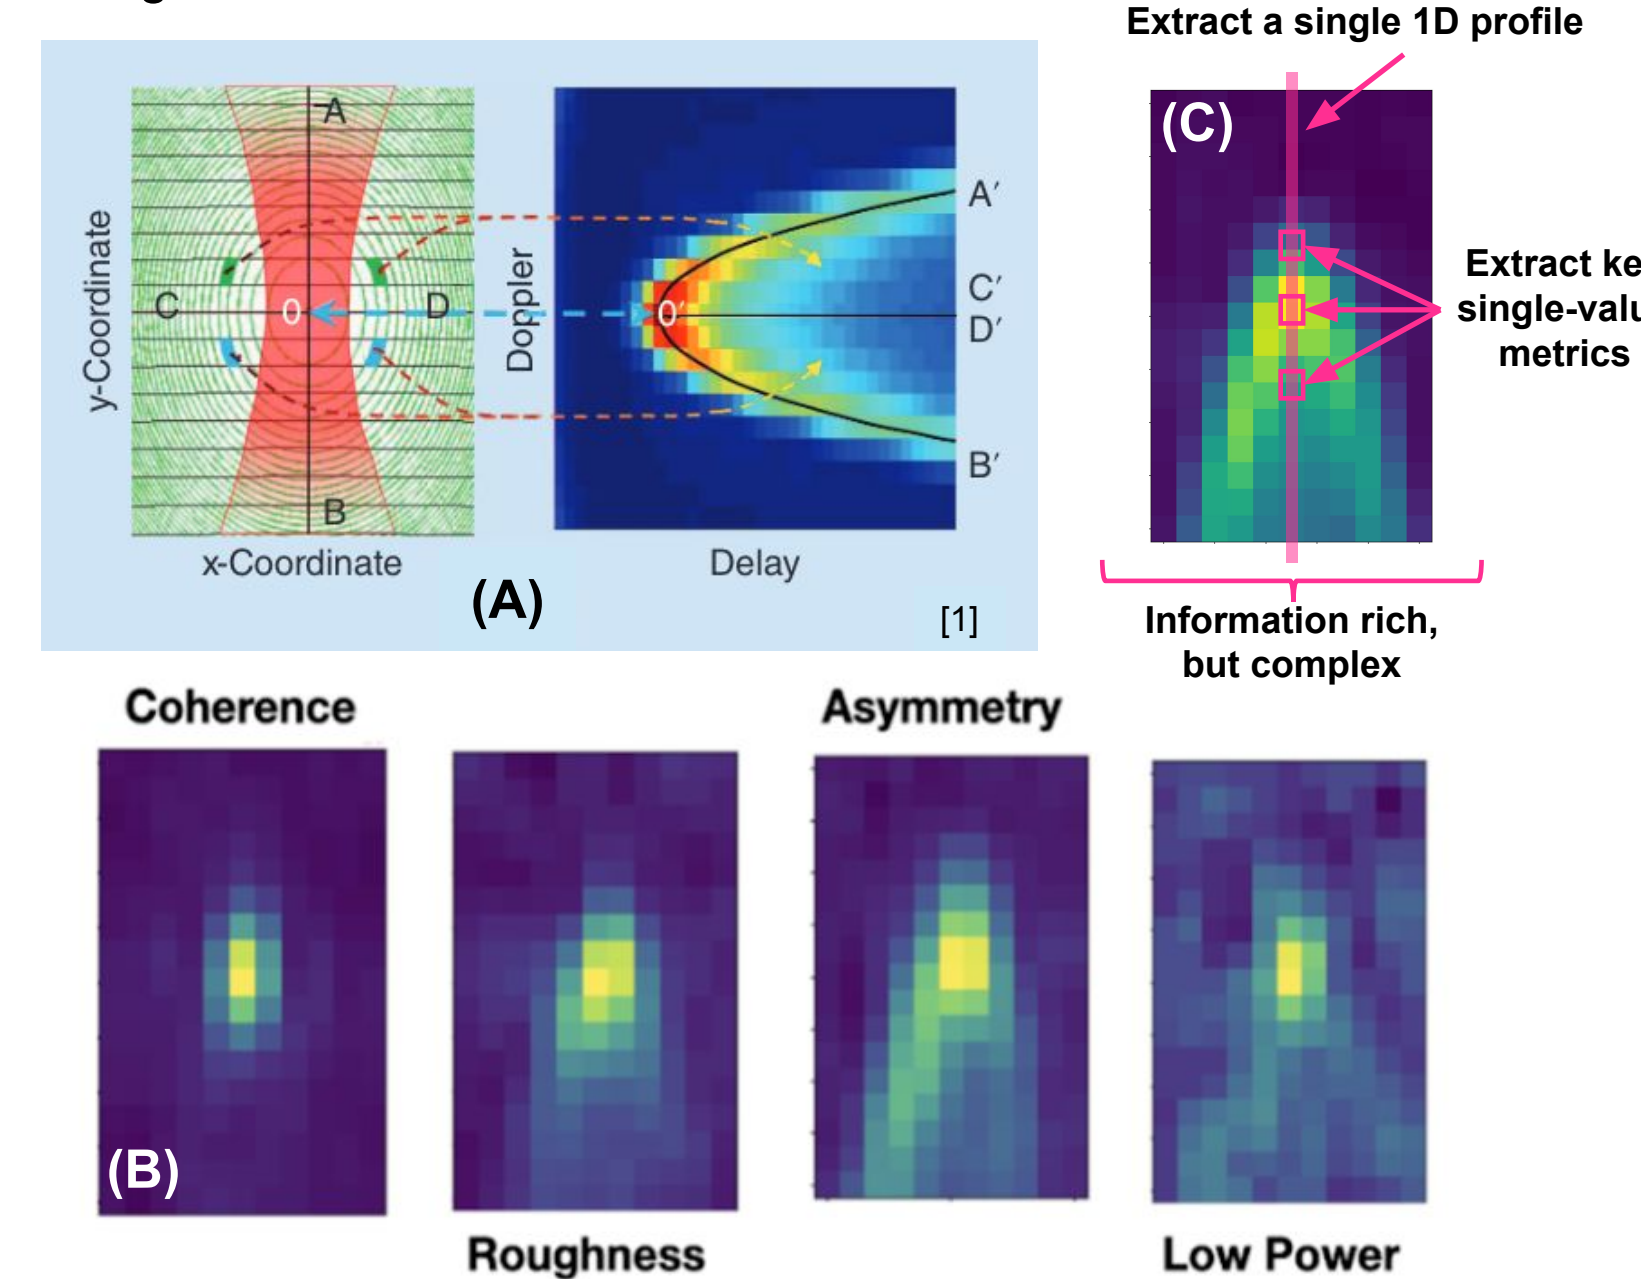 Extract a single 1D profile
A
C
0
D
B
y-Coordinate
x-Coordinate
Doppler
0′
A′
C′
D′
B′
Delay
(A)
[1]
(C)
single-valu
metrics
Extract ke
Information rich,
but complex
Coherence
Asymmetry
(B)
Roughness
Low Power